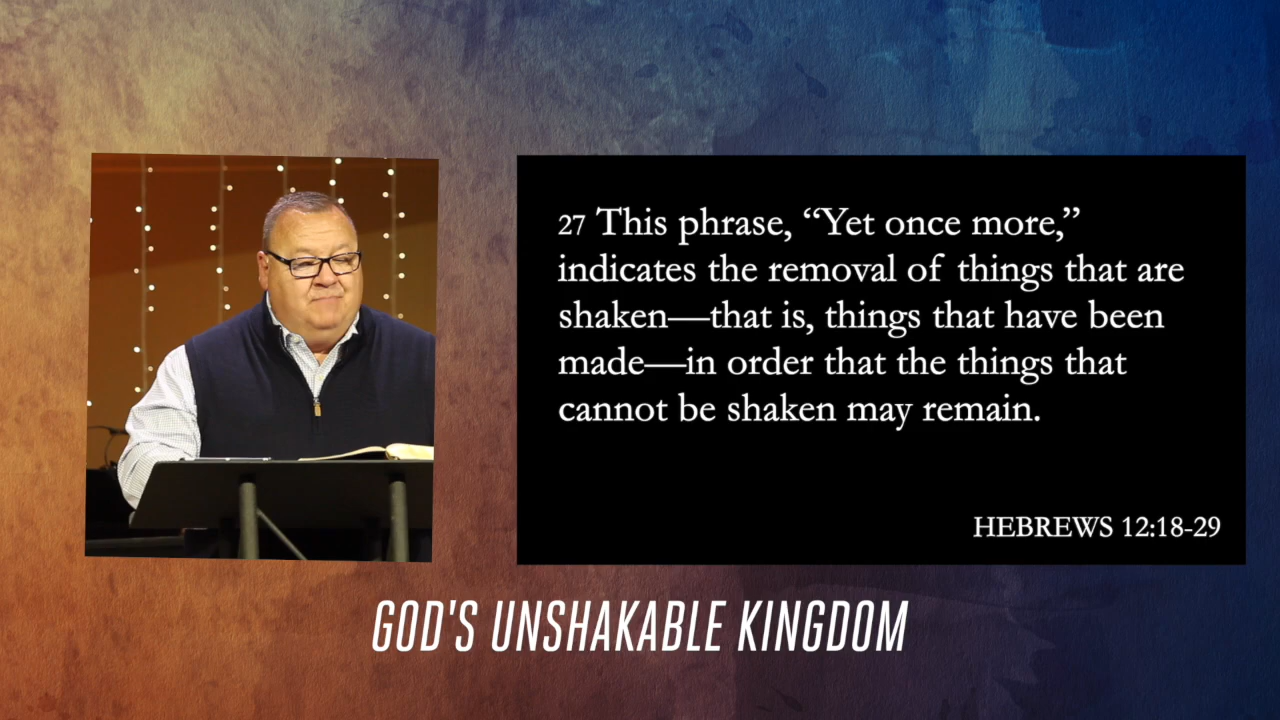 27 This phrase, “Yet once more,”
indicates the removal of things that are
shaken—that is, things that have been
made—in order that the things that
cannot be shaken may remain.
HEBREWS 12:18-29
GOD'S UNSHAKABLE KINGDOM